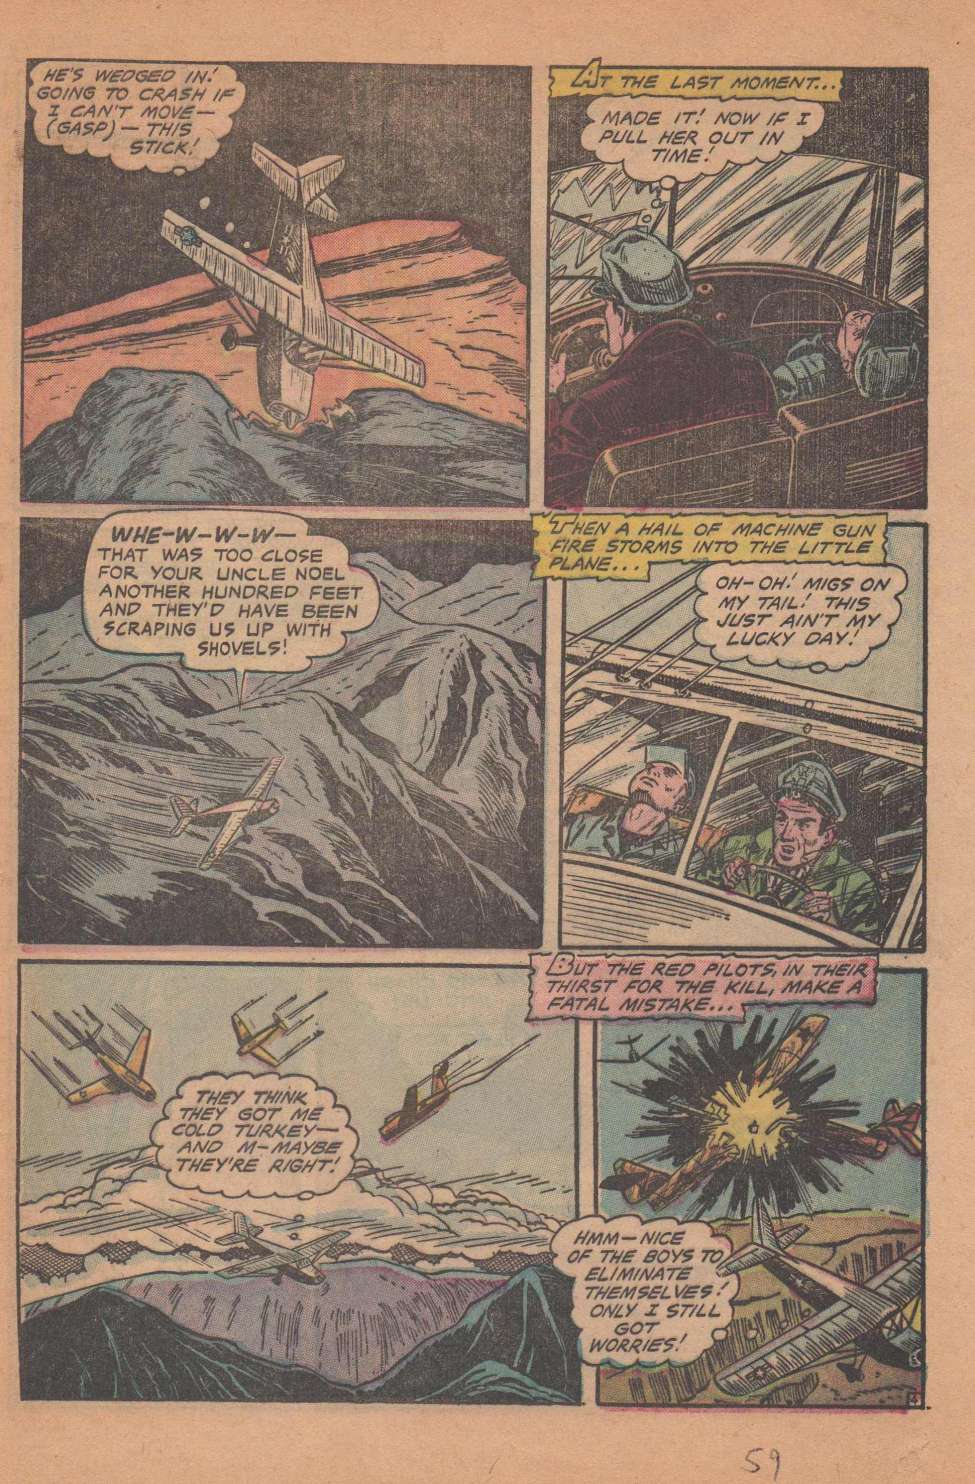 HE'S WEDGED IN!
GOING TO CRASH IF
I CAN'T MOVE—
(GASP)—THIS
STICK!
AT THE LAST MOMENT...
MADE IT! NOW IF I
PULL HER OUT IN
TIME!
WHE-W-W-W—
THAT WAS TOO CLOSE
FOR YOUR UNCLE NOEL
ANOTHER HUNDRED FEET
AND THEY'D HAVE BEEN
SCRAPING US UP WITH
SHOVELS!
THEN A HAIL OF MACHINE GUN
FIRE STORMS INTO THE LITTLE
PLANE...
OH-OH! MIGS ON
MY TAIL! THIS
JUST AIN'T MY
LUCKY DAY!
THEY THINK
THEY GOT ME
COLD TURKEY—
AND M-MAYBE
THEY'RE RIGHT!
BUT THE RED PILOTS, IN THEIR
THIRST FOR THE KILL, MAKE A
FATAL MISTAKE...
HMM—NICE
OF THE BOYS TO
ELIMINATE
THEMSELVES!
ONLY I STILL
GOT
WORRIES!
4
59